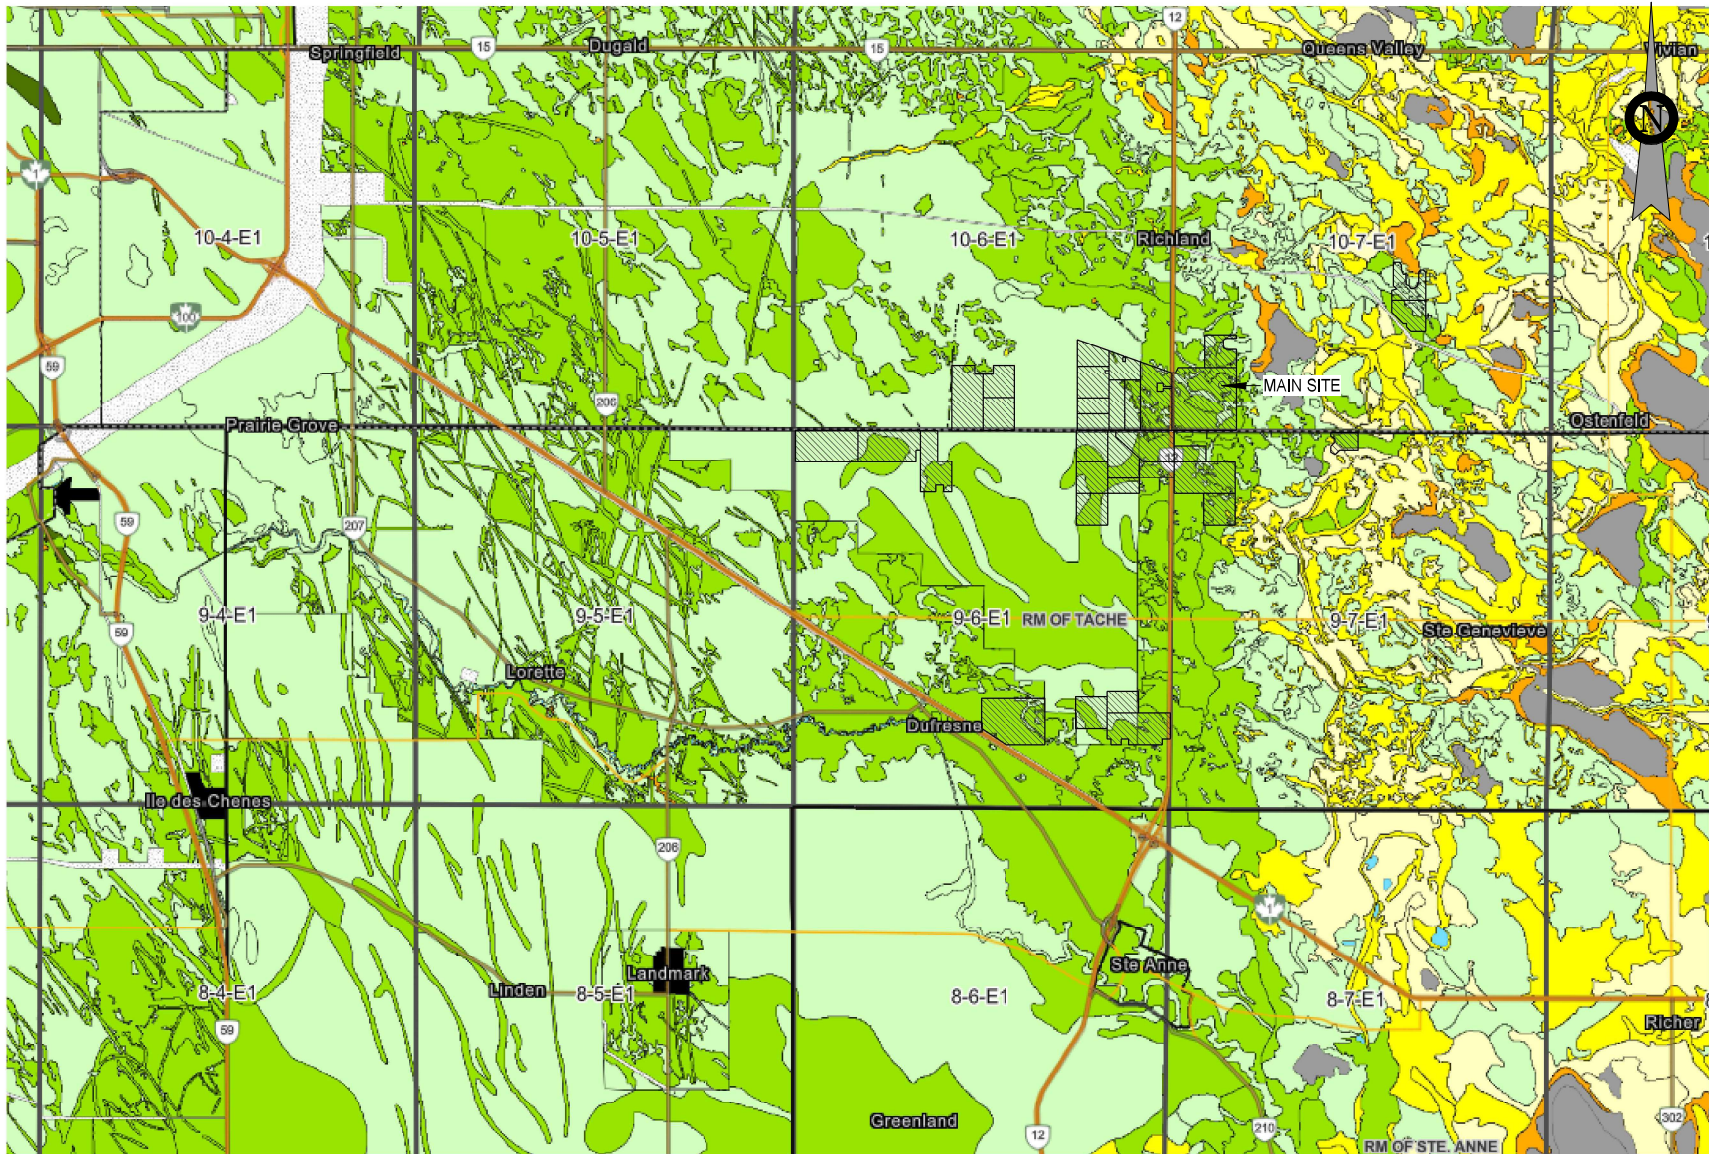 12
Springfield
15
Dugald
15
Queens Valley
Vivian
N
1
10-4-E1
10-5-E1
10-6-E1
Richland
10-7-E1
100
59
206
MAIN SITE
Prairie Grove
Ostenfeld
12
59
207
59
9-4-E1
9-5-E1
9-6-E1
RM OF TACHE
9-7-E1
Ste Genevieve
Lorette
Dufresne
Ile des Chenes
206
1
Landmark
Ste Anne
Linden
8-4-E1
8-5-E1
8-6-E1
8-7-E1
59
Richer
Greenland
12
210
302
RM OF STE. ANNE